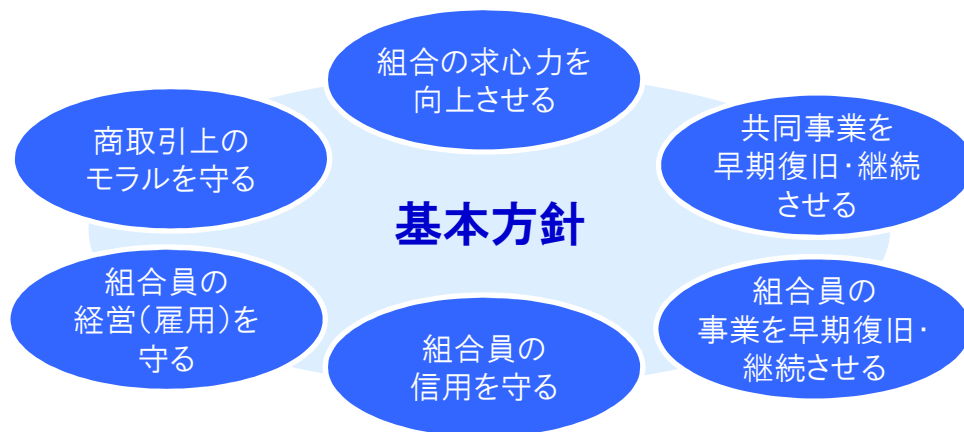 組合の求心力を
向上させる
商取引上の
モラルを守る
共同事業を
早期復旧・継続
させる
基本方針
組合員の
経営(雇用)を
守る
組合員の
信用を守る
組合員の
事業を早期復旧・
継続させる